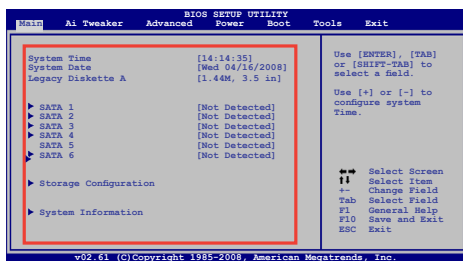 BIOS SETUP UTILITY
Main Ai Tweaker Advanced Power Boot Tools Exit
System Time [14:14:35]
System Date [Wed 04/16/2008]
Legacy Diskette A [1.44M, 3.5 in]
SATA 1 [Not Detected]
SATA 2 [Not Detected]
SATA 3 [Not Detected]
SATA 4 [Not Detected]
SATA 5 [Not Detected]
SATA 6 [Not Detected]
Storage Configuration
System Information
Use [ENTER], [TAB]
or [SHIFT-TAB] to
select a field.
Use [+] or [-] to
configure system
Time.
Select Screen
Select Item
+- Change Field
Tab Select Field
F1 General Help
F10 Save and Exit
ESC Exit
v02.61 (C)Copyright 1985-2008, American Megatrends, Inc.